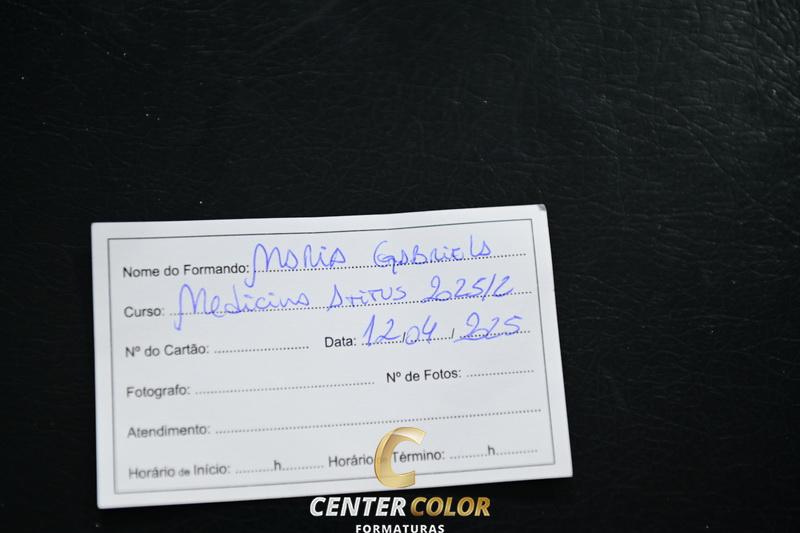 Nome do Formando: Maria Gabriela
Curso: Medicina Atitus 2025/2
Nº do Cartão: Data: 12/04/2025
Fotografo: Nº de Fotos:
Atendimento:
Horário de Início: h Horário de Término: h
CENTER COLOR
FORMATURAS